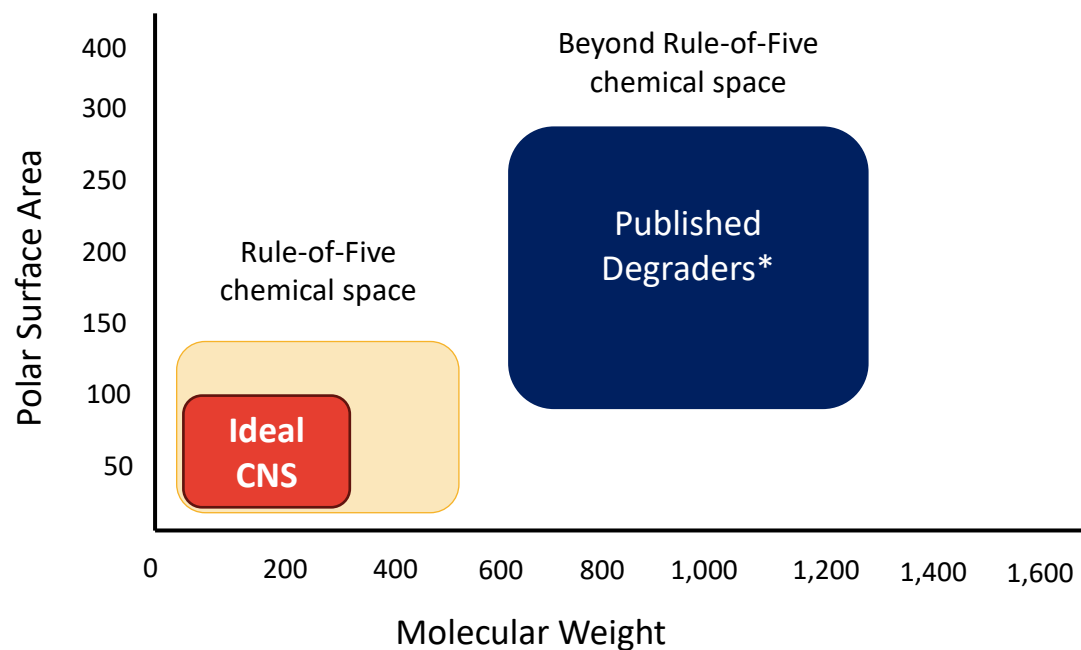 Beyond Rule-of-Five
chemical space
Polar Surface Area
400
300
250
200
150
100
50
Published
Degraders*
Rule-of-Five
chemical space
Ideal
CNS
0
200
400
600
800
1,000
1,200
1,400
1,600
Molecular Weight